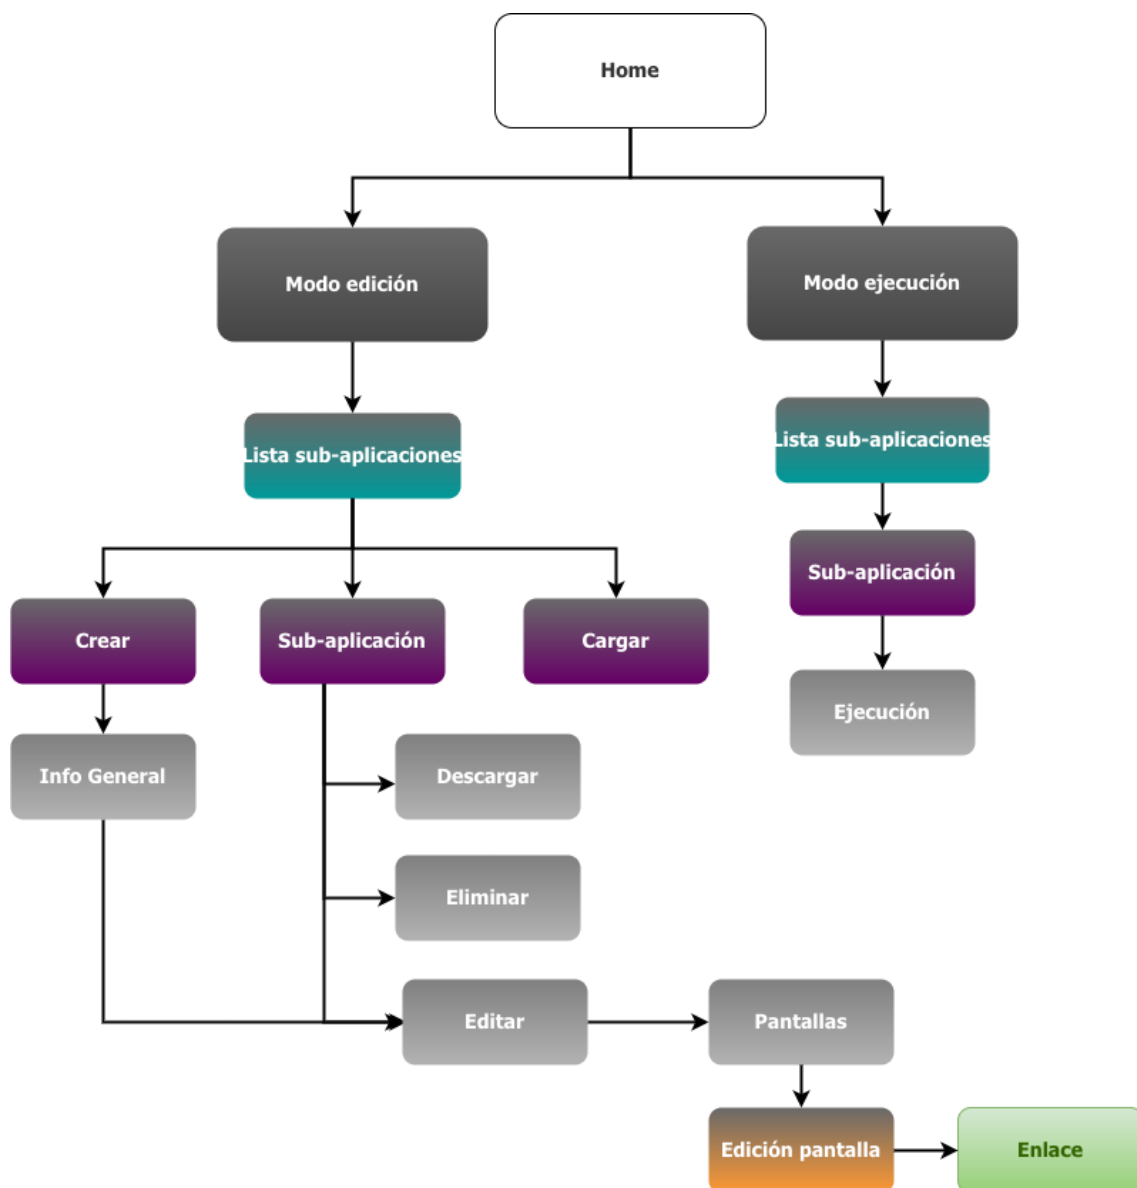 Home
Modo edición
Modo ejecución
Lista sub-aplicaciones
Lista sub-aplicaciones
Sub-aplicación
Crear
Sub-aplicación
Cargar
Ejecución
Info General
Descargar
Eliminar
Editar
Pantallas
Edición pantalla
Enlace